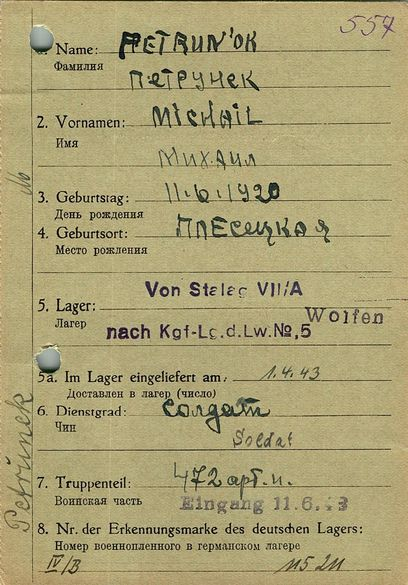 557
1. Name: PETRUN'OK
Фамилия
ПЕТРУНЕК
2. Vornamen: MICHAIL
Имя
МИХАИЛ
No
3. Geburtstag: 11.6.1920
День рождения
4. Geburtsort: ПЛЕСЕЦКАЯ
Место рожления
Von Stalag VII/A
5. Lager: Wolfen
Лагерь
nach Kgf-Lg.d.Lw.No,5
5a. Im Lager eingeliefert am: 1.4.43
Доставлен в лагерь (число)
6. Dienstgrad: солдат
Чин
Soldat
Petrunek
7. Truppenteil: 472 арт.п.
Воинская часть Eingang 11.6.43
8. Nr. der Erkennungsmarke des deutschen Lagers:
Номер военнопленного в германском лагере
IV/B